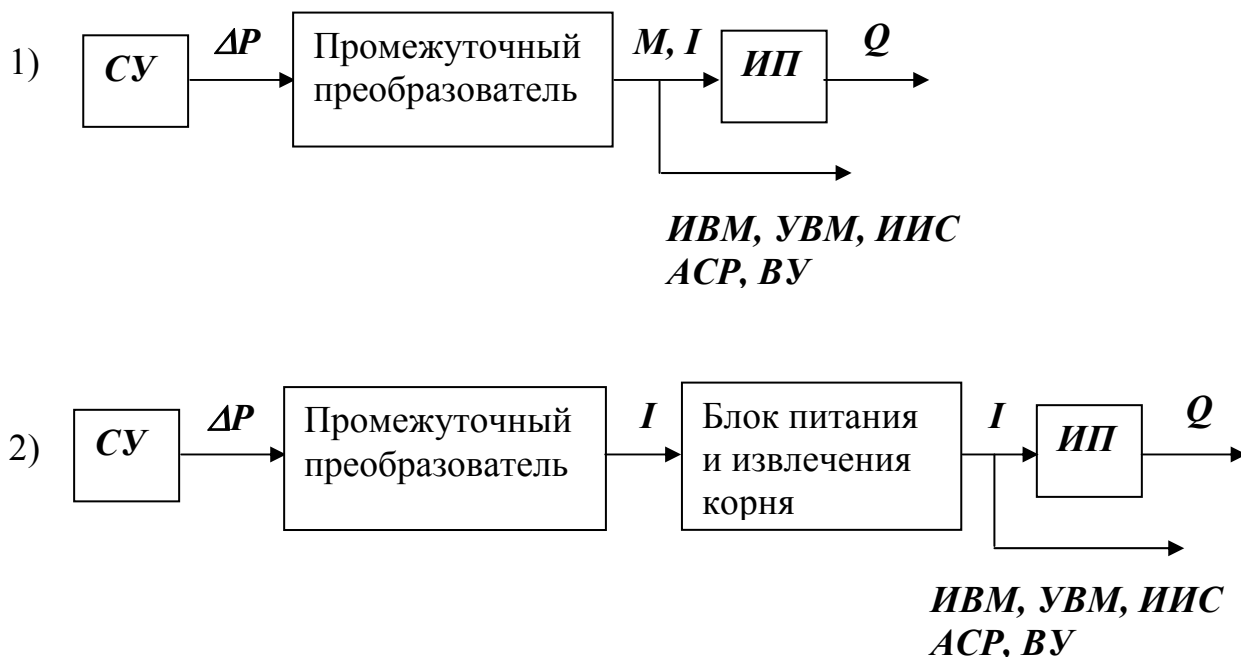 1)
СУ
ΔP
Промежуточный
преобразователь
M, I
ИП
Q
ИВМ, УВМ, ИИС
АСР, ВУ
2)
СУ
ΔP
Промежуточный
преобразователь
I
Блок питания
и извлечения
корня
I
ИП
Q
ИВМ, УВМ, ИИС
АСР, ВУ